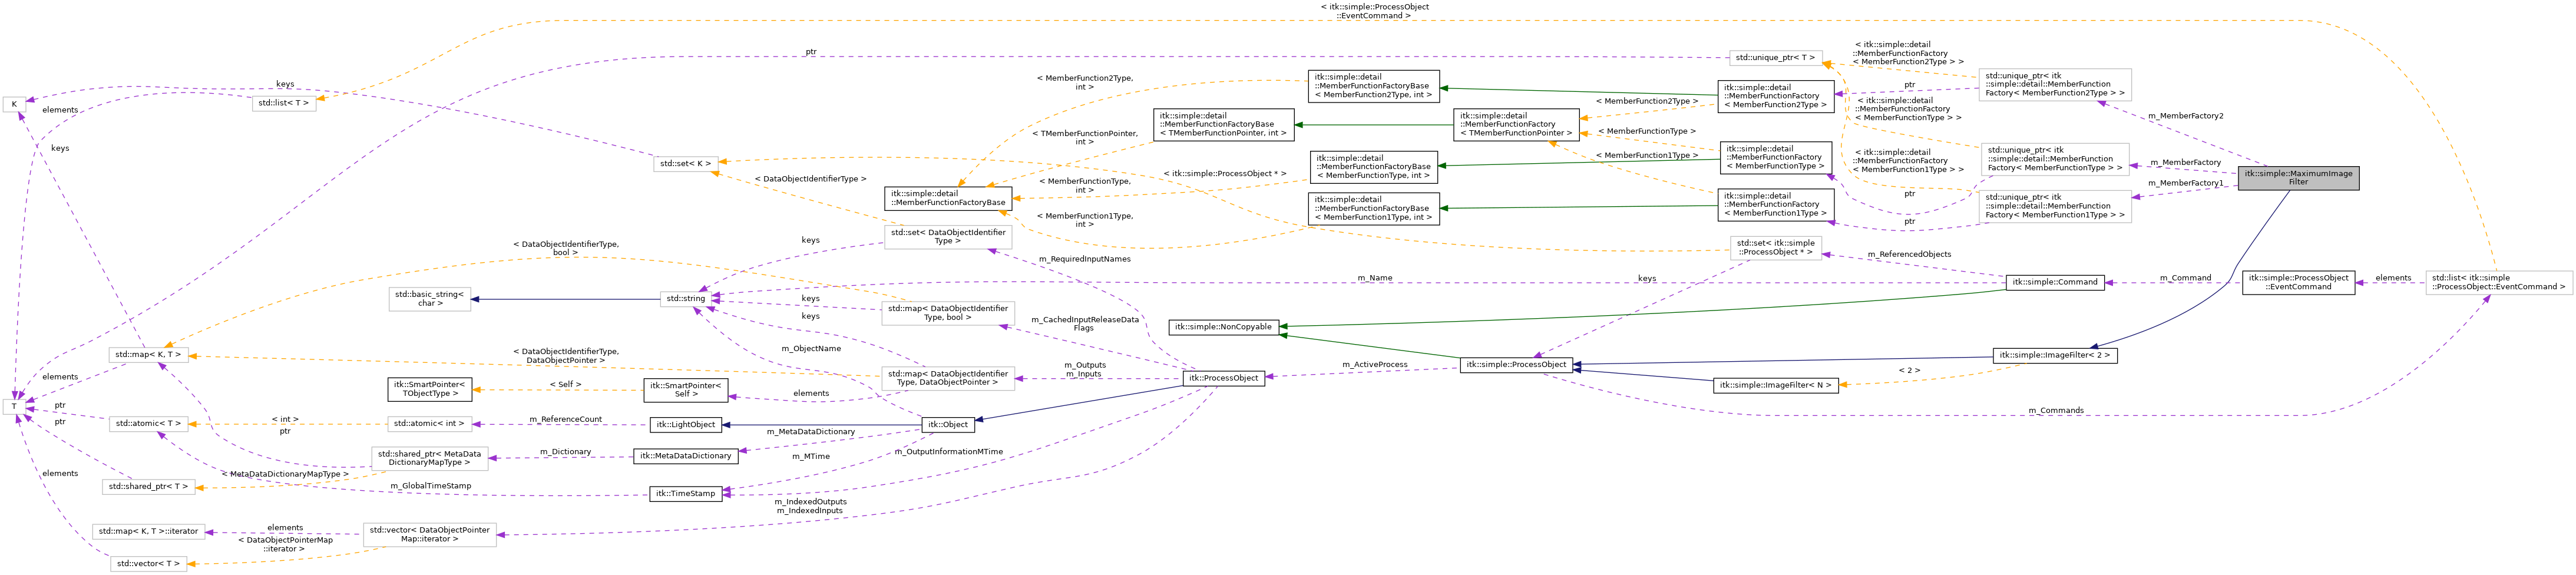 < itk::simple::ProcessObject
::EventCommand >
ptr
std::unique_ptr< T >
< itk::simple::detail
::MemberFunctionFactory
< MemberFunction2Type > >
keys
K
elements
std::list< T >
keys
< MemberFunction2Type,
int >
itk::simple::detail
::MemberFunctionFactoryBase
< MemberFunction2Type, int >
itk::simple::detail
::MemberFunctionFactory
< MemberFunction2Type >
ptr
std::unique_ptr< itk
::simple::detail::MemberFunction
Factory< MemberFunction2Type > >
< MemberFunction2Type >
itk::simple::detail
::MemberFunctionFactoryBase
< TMemberFunctionPointer, int >
itk::simple::detail
::MemberFunctionFactory
< TMemberFunctionPointer >
< itk::simple::detail
::MemberFunctionFactory
< MemberFunctionType > >
m_MemberFactory2
< TMemberFunctionPointer,
int >
< MemberFunctionType >
std::set< K >
< itk::simple::ProcessObject * >
itk::simple::detail
::MemberFunctionFactoryBase
< MemberFunctionType, int >
< MemberFunction1Type >
itk::simple::detail
::MemberFunctionFactory
< MemberFunctionType >
< itk::simple::detail
::MemberFunctionFactory
< MemberFunction1Type > >
std::unique_ptr< itk
::simple::detail::MemberFunction
Factory< MemberFunctionType > >
m_MemberFactory
itk::simple::MaximumImage
Filter
m_MemberFactory1
< DataObjectIdentifierType >
itk::simple::detail
::MemberFunctionFactoryBase
< MemberFunctionType,
int >
ptr
itk::simple::detail
::MemberFunctionFactoryBase
< MemberFunction1Type, int >
itk::simple::detail
::MemberFunctionFactory
< MemberFunction1Type >
std::unique_ptr< itk
::simple::detail::MemberFunction
Factory< MemberFunction1Type > >
< MemberFunction1Type,
int >
ptr
std::set< DataObjectIdentifier
Type >
keys
std::set< itk::simple
::ProcessObject * >
m_ReferencedObjects
< DataObjectIdentifierType,
bool >
m_RequiredInputNames
m_Name
keys
itk::simple::Command
m_Command
itk::simple::ProcessObject
::EventCommand
elements
std::list< itk::simple
::ProcessObject::EventCommand >
std::basic_string<
char >
std::string
keys
keys
std::map< DataObjectIdentifier
Type, bool >
m_CachedInputReleaseData
Flags
itk::simple::NonCopyable
std::map< K, T >
< DataObjectIdentifierType,
DataObjectPointer >
m_ObjectName
itk::simple::ImageFilter< 2 >
elements
itk::SmartPointer<
TObjectType >
< Self >
itk::SmartPointer<
Self >
elements
std::map< DataObjectIdentifier
Type, DataObjectPointer >
m_Outputs
m_Inputs
itk::ProcessObject
m_ActiveProcess
itk::simple::ProcessObject
< 2 >
itk::simple::ImageFilter< N >
m_Commands
T
ptr
ptr
std::atomic< T >
< int >
ptr
std::atomic< int >
m_ReferenceCount
itk::LightObject
itk::Object
m_MetaDataDictionary
std::shared_ptr< MetaData
DictionaryMapType >
m_Dictionary
itk::MetaDataDictionary
m_MTime
m_OutputInformationMTime
elements
< MetaDataDictionaryMapType >
std::shared_ptr< T >
m_GlobalTimeStamp
itk::TimeStamp
m_IndexedOutputs
m_IndexedInputs
std::map< K, T >::iterator
elements
std::vector< DataObjectPointer
Map::iterator >
< DataObjectPointerMap
::iterator >
std::vector< T >